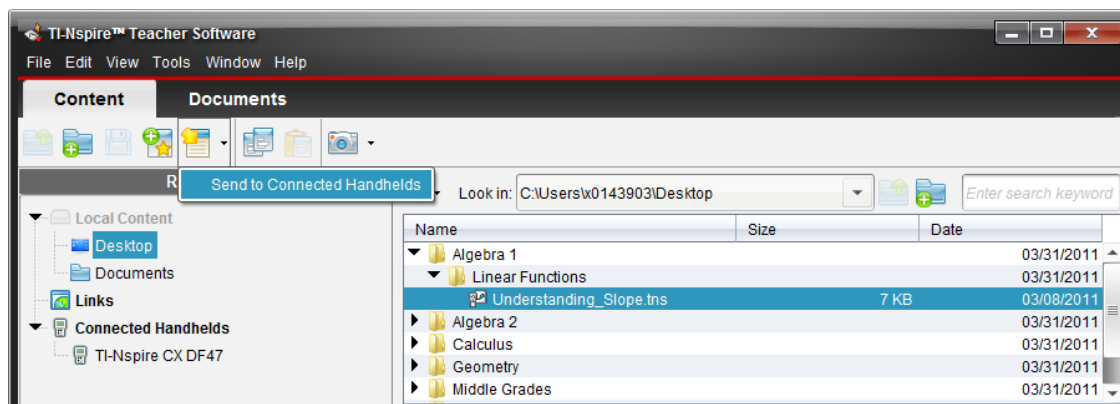 TI-Nspire™ Teacher Software
File Edit View Tools Window Help
Content Documents
R
Send to Connected Handhelds
Look in: C:\Users\x0143903\Desktop
Enter search keyword
Local Content
Desktop
Documents
Links
Connected Handhelds
TI-Nspire CX DF47
Name Size Date
Algebra 1 03/31/2011
Linear Functions 03/31/2011
Understanding_Slope.tns 7 KB 03/08/2011
Algebra 2 03/31/2011
Calculus 03/31/2011
Geometry 03/31/2011
Middle Grades 03/31/2011